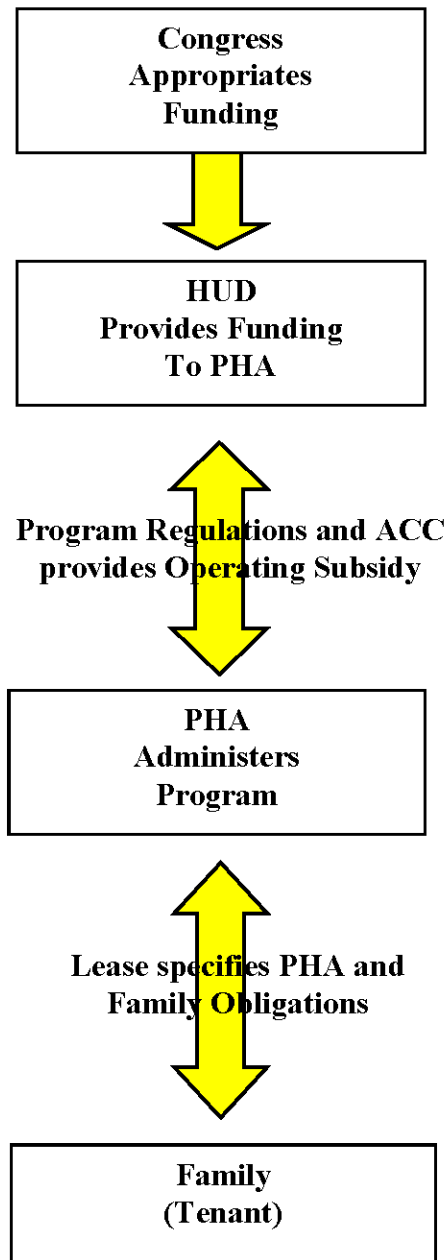 Congress
Appropriates
Funding
HUD
Provides Funding
To PHA
Program Regulations and ACC
provides Operating Subsidy
PHA
Administers
Program
Lease specifies PHA and
Family Obligations
Family
(Tenant)